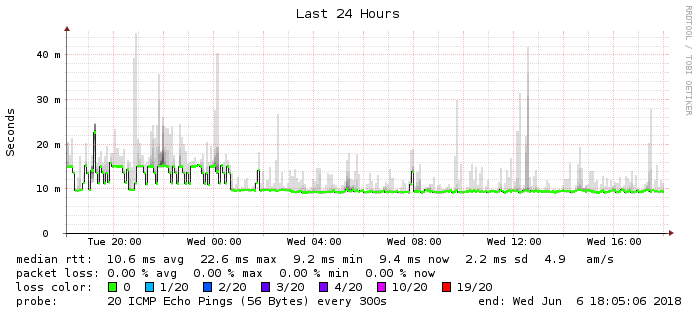 Last 24 Hours
RRDTOOL / TOBI OETIKER
Seconds
40 m
30 m
20 m
10 m
0
Tue 20:00 Wed 00:00 Wed 04:00 Wed 08:00 Wed 12:00 Wed 16:00
median rtt: 10.6 ms avg 22.6 ms max 9.2 ms min 9.4 ms now 2.2 ms sd 4.9 am/s
packet loss: 0.00 % avg 0.00 % max 0.00 % min 0.00 % now
loss color: 0 1/20 2/20 3/20 4/20 10/20 19/20
probe: 20 ICMP Echo Pings (56 Bytes) every 300s end: Wed Jun 6 18:05:06 2018